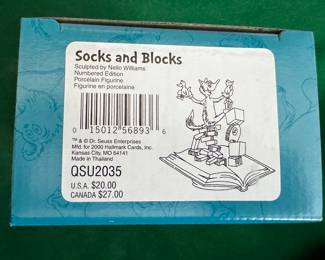 Socks and Blocks
Sculpted by Nello Williams
Numbered Edition
Porcelain Figurine
Figurine en porcelaine
0 15012 56893 6
™ & © Dr. Seuss Enterprises
Mfd. for 2000 Hallmark Cards, Inc.
Kansas City, MO 64141
Made in Thailand
QSU2035
U.S.A. $20.00
CANADA $27.00